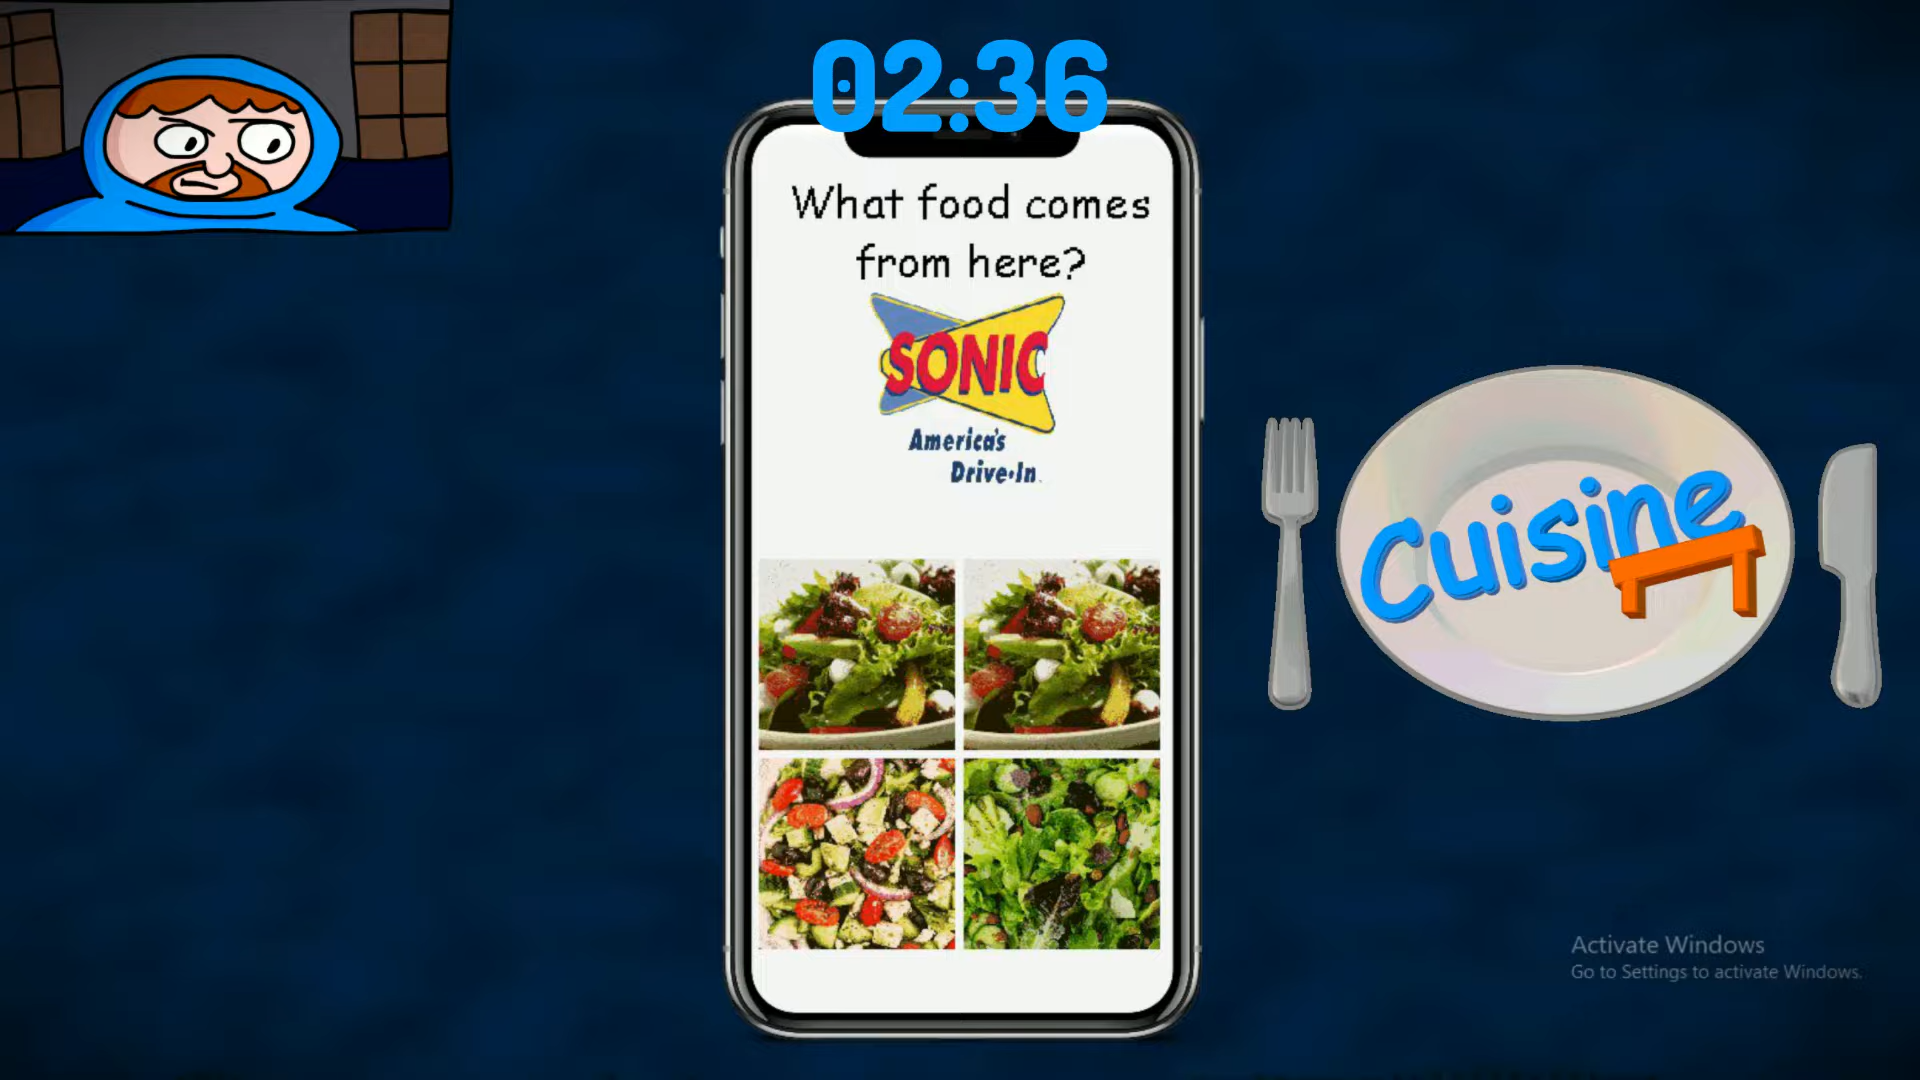 02:36
What food comes
from here?
SONIC
America's
Drive-In
Cuisine
Activate Windows
Go to Settings to activate Windows.